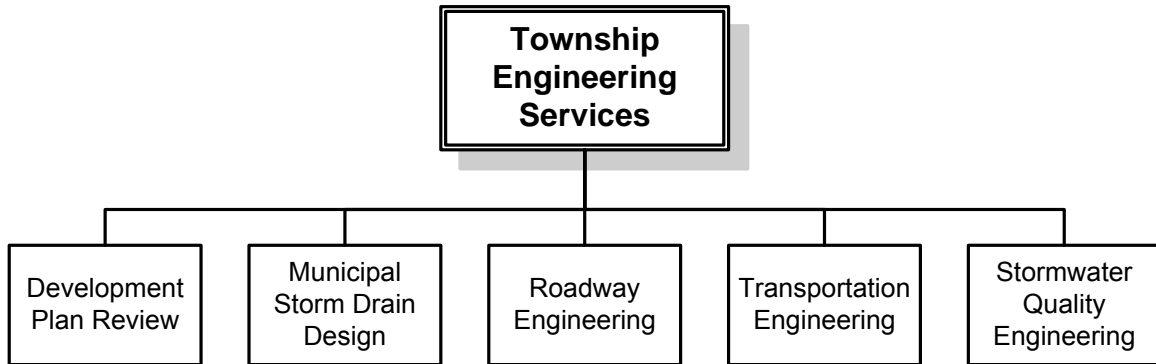 Township
Engineering
Services
Development
Plan Review
Municipal
Storm Drain
Design
Roadway
Engineering
Transportation
Engineering
Stormwater
Quality
Engineering